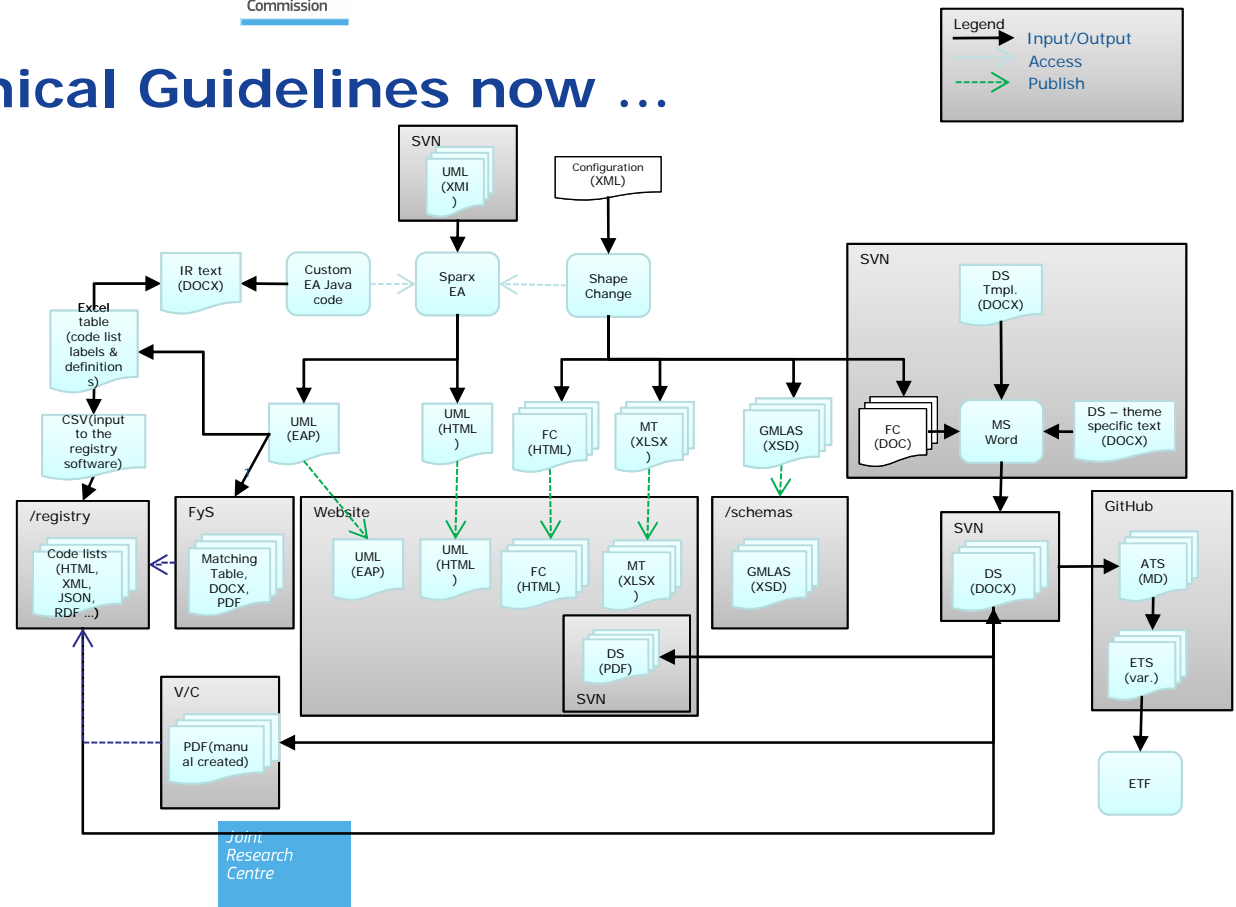 Commission
nical Guidelines now ...
Legend
Input/Output
Access
Publish
SVN
UML
(XMI
)
Configuration
(XML)
IR text
(DOCX)
Custom
EA Java
code
Sparx
EA
Shape
Change
SVN
DS
Tmpl.
(DOCX)
Excel
table
(code list
labels &
definition
s)
CSV(input
to the
registry
software)
UML
(EAP)
UML
(HTML
)
FC
(HTML)
MT
(XLSX
)
GMLAS
(XSD)
FC
(DOC)
MS
Word
DS – theme
specific text
(DOCX)
/registry
Code lists
(HTML,
XML,
JSON,
RDF ...)
FyS
Matching
Table,
DOCX,
PDF
Website
UML
(EAP)
UML
(HTML
)
FC
(HTML)
MT
(XLSX
)
DS
(PDF)
SVN
/schemas
GMLAS
(XSD)
SVN
DS
(DOCX)
GitHub
ATS
(MD)
ETS
(var.)
ETF
V/C
PDF(manu
al created)
Joint
Research
Centre